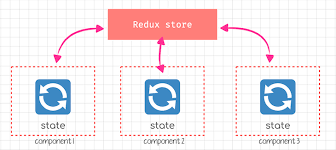 Redux store
state
state
state
component 1
component 2
component 3